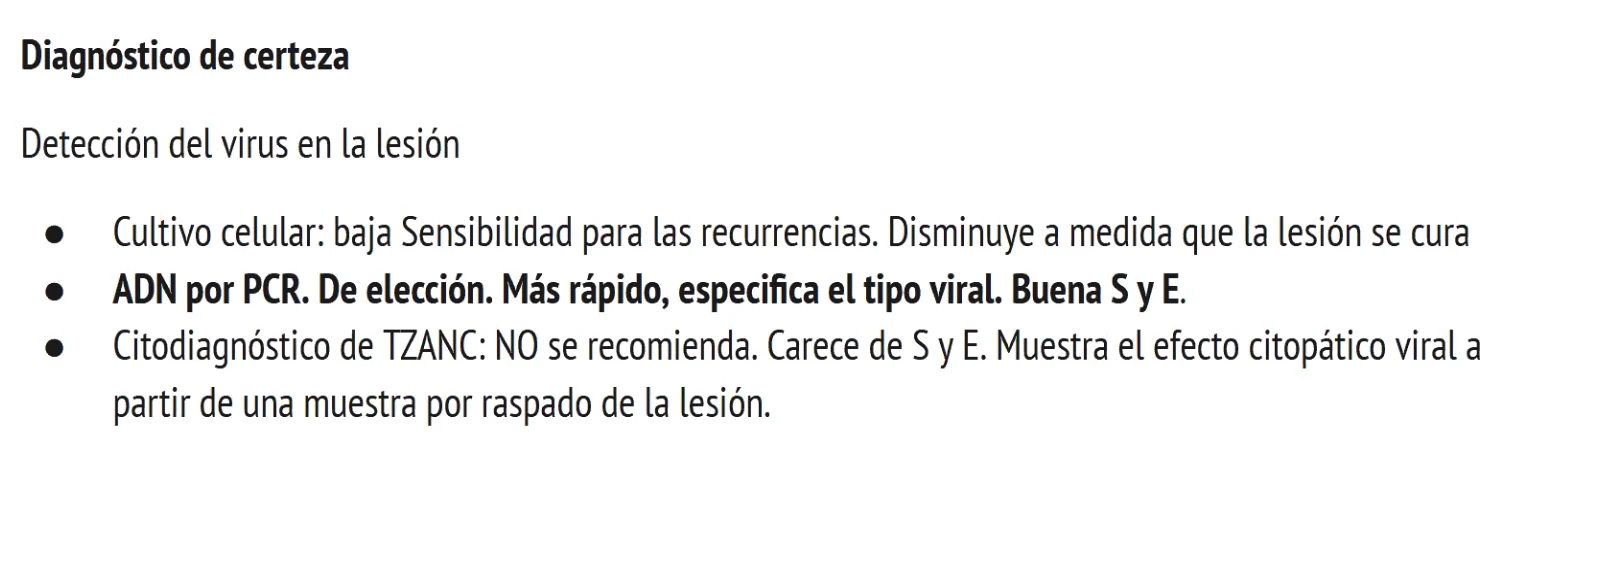 Diagnóstico de certeza
Detección del virus en la lesión
● Cultivo celular: baja Sensibilidad para las recurrencias. Disminuye a medida que la lesión se cura
● ADN por PCR. De elección. Más rápido, especifica el tipo viral. Buena S y E.
● Citodiagnóstico de TZANC: NO se recomienda. Carece de S y E. Muestra el efecto citopático viral a
partir de una muestra por raspado de la lesión.